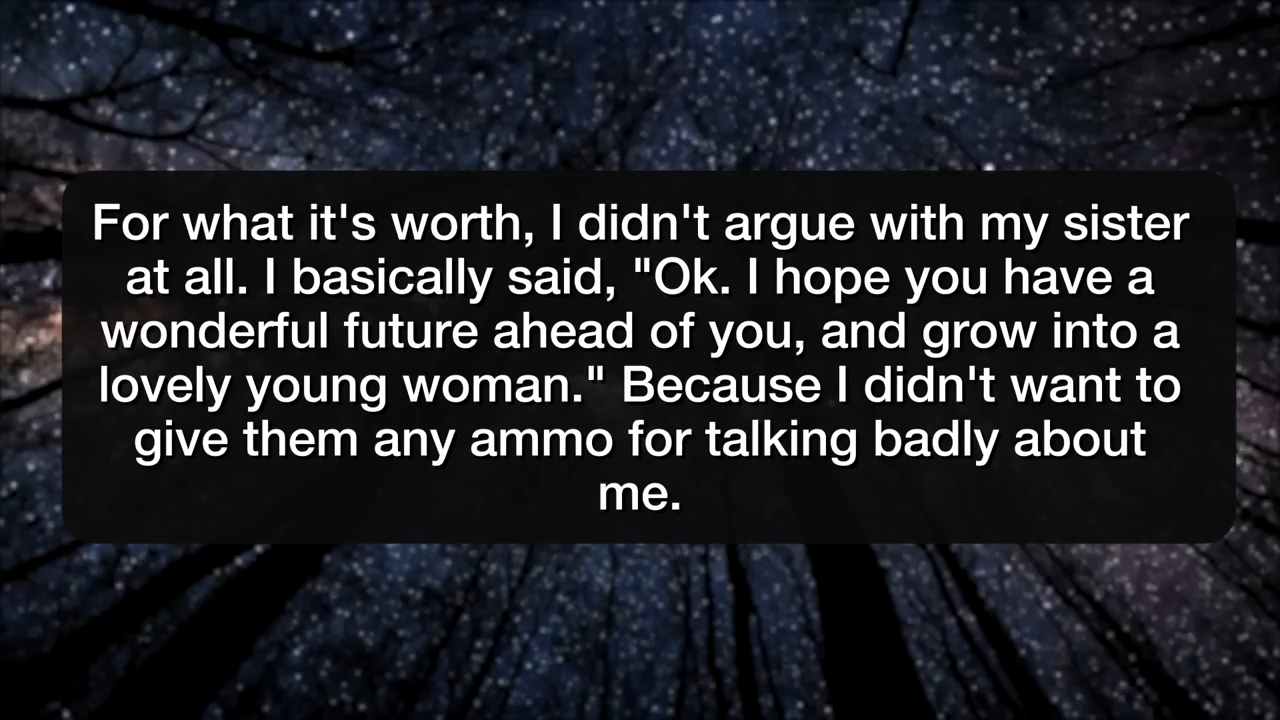 For what it's worth, I didn't argue with my sister
at all. I basically said, "Ok. I hope you have a
wonderful future ahead of you, and grow into a
lovely young woman." Because I didn't want to
give them any ammo for talking badly about
me.